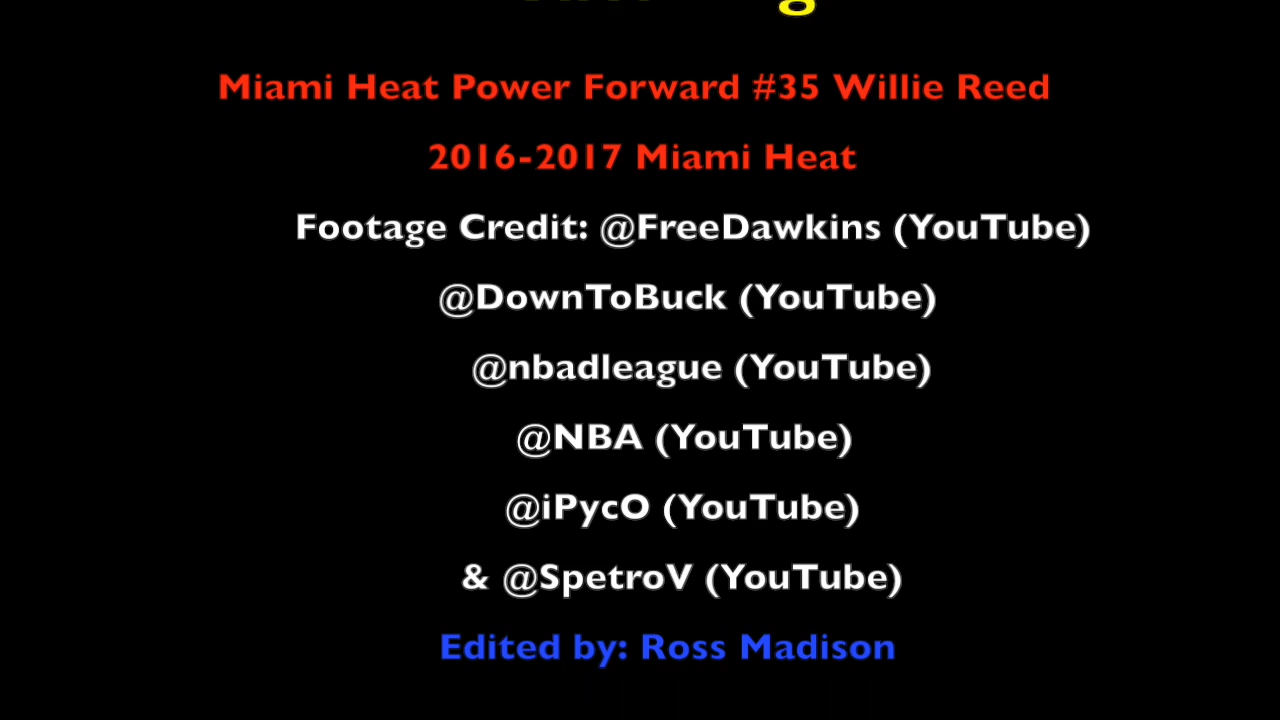 Miami Heat Power Forward #35 Willie Reed
2016-2017 Miami Heat
Footage Credit: @FreeDawkins (YouTube)
@DownToBuck (YouTube)
@nbadleague (YouTube)
@NBA (YouTube)
@iPycO (YouTube)
& @SpetroV (YouTube)
Edited by: Ross Madison